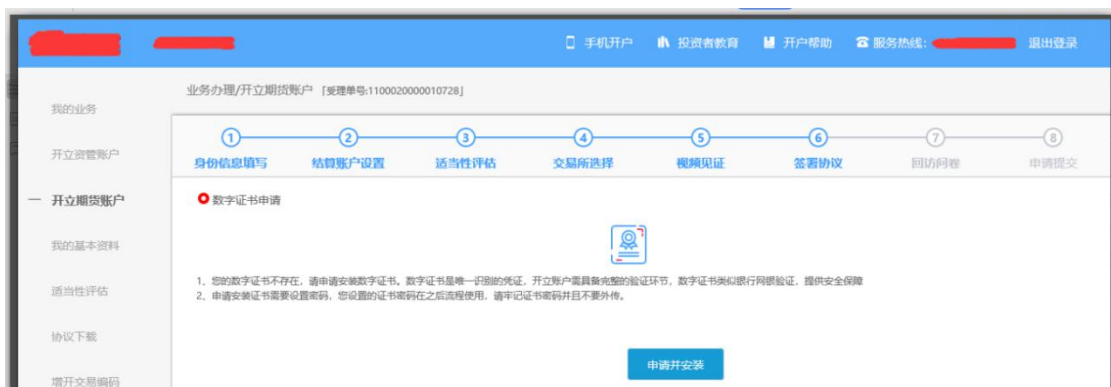 手机开户 投资者教育 开户帮助 服务热线: 退出登录
业务办理/开立期货账户「受理单号:1100020000010728」
我的业务
开立资管账户
开立期货账户
我的基本资料
适当性评估
协议下载
增开交易编码
1 2 3 4 5 6 7 8
身份信息填写 结算账户设置 适当性评估 交易所选择 视频见证 签署协议 回访问卷 申请提交
数字证书申请
1、您的数字证书不存在，请申请安装数字证书。数字证书是唯一识别的凭证，开立账户需具备完整的验证环节，数字证书类似银行网银验证，提供安全保障
2、申请安装证书需要设置密码，您设置的证书密码在之后流程使用，请牢记证书密码并且不要外传。
申请并安装